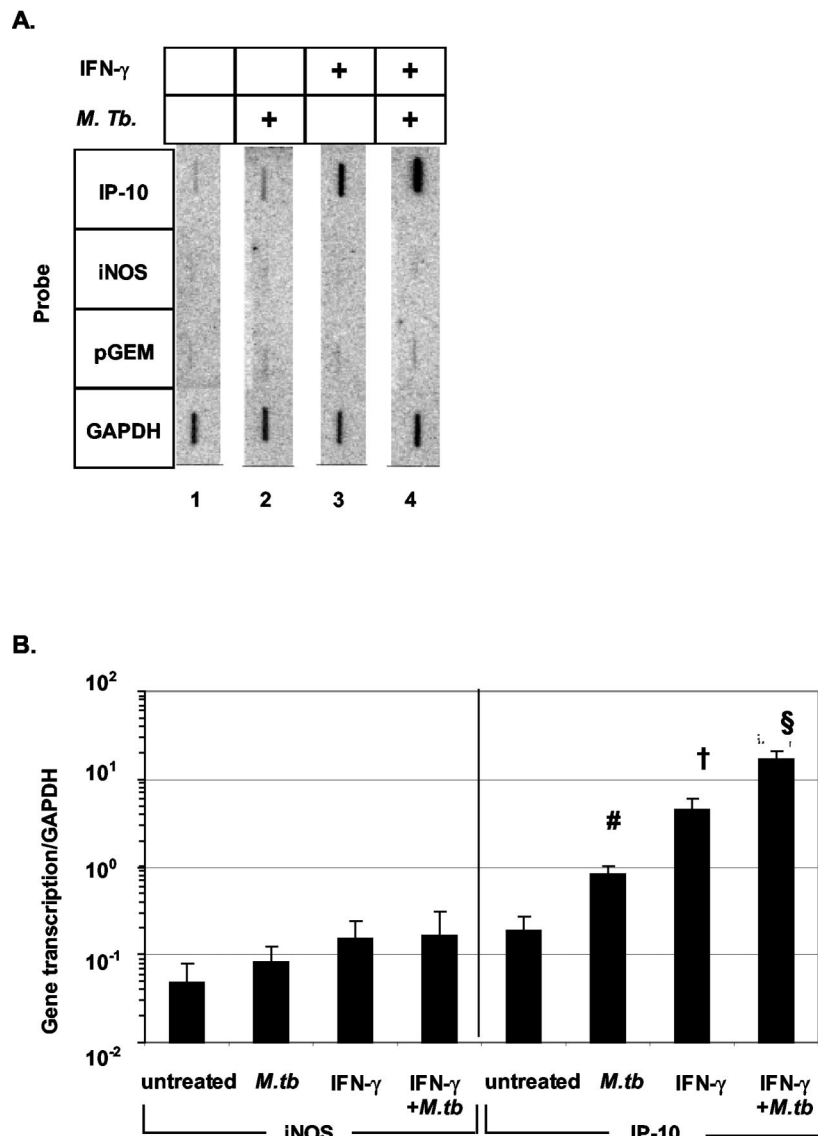 A.
IFN-γ + +
M. Tb. + +
Probe
IP-10
iNOS
pGEM
GAPDH
1 2 3 4
B.
Gene transcription/GAPDH
10²
10¹
10⁰
10⁻¹
10⁻²
# † §
untreated M.tb IFN-γ IFN-γ +M.tb untreated M.tb IFN-γ IFN-γ +M.tb
iNOS IP-10